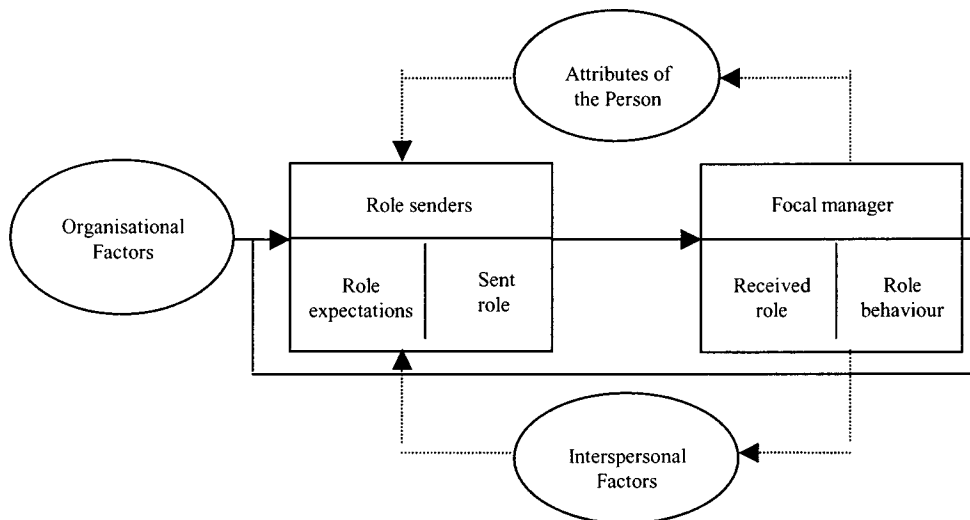 Attributes of
the Person
Organisational
Factors
Role senders
Role
expectations
Sent
role
Focal manager
Received
role
Role
behaviour
Interspersonal
Factors